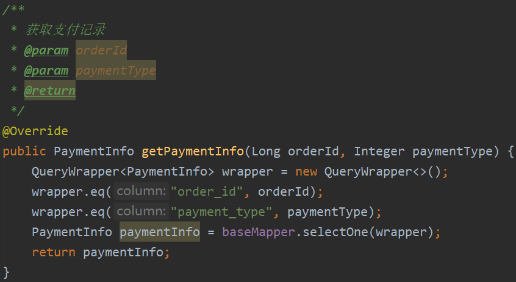 /**
 * 获取支付记录
 * @param orderId
 * @param paymentType
 * @return
 */
@Override
public PaymentInfo getPaymentInfo(Long orderId, Integer paymentType) {
    QueryWrapper<PaymentInfo> wrapper = new QueryWrapper<>();
    wrapper.eq( column: "order_id", orderId);
    wrapper.eq( column: "payment_type", paymentType);
    PaymentInfo paymentInfo = baseMapper.selectOne(wrapper);
    return paymentInfo;
}